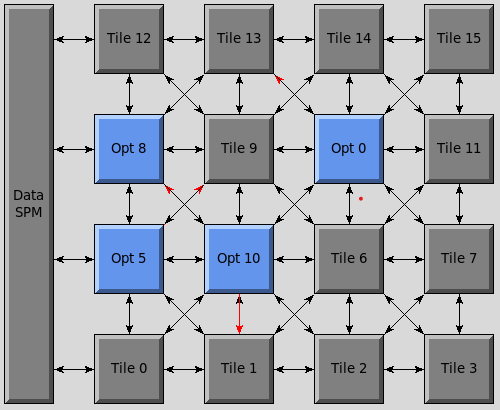 Tile 12
Tile 13
Tile 14
Tile 15
Opt 8
Tile 9
Opt 0
Tile 11
Data
SPM
Opt 5
Opt 10
Tile 6
Tile 7
Tile 0
Tile 1
Tile 2
Tile 3